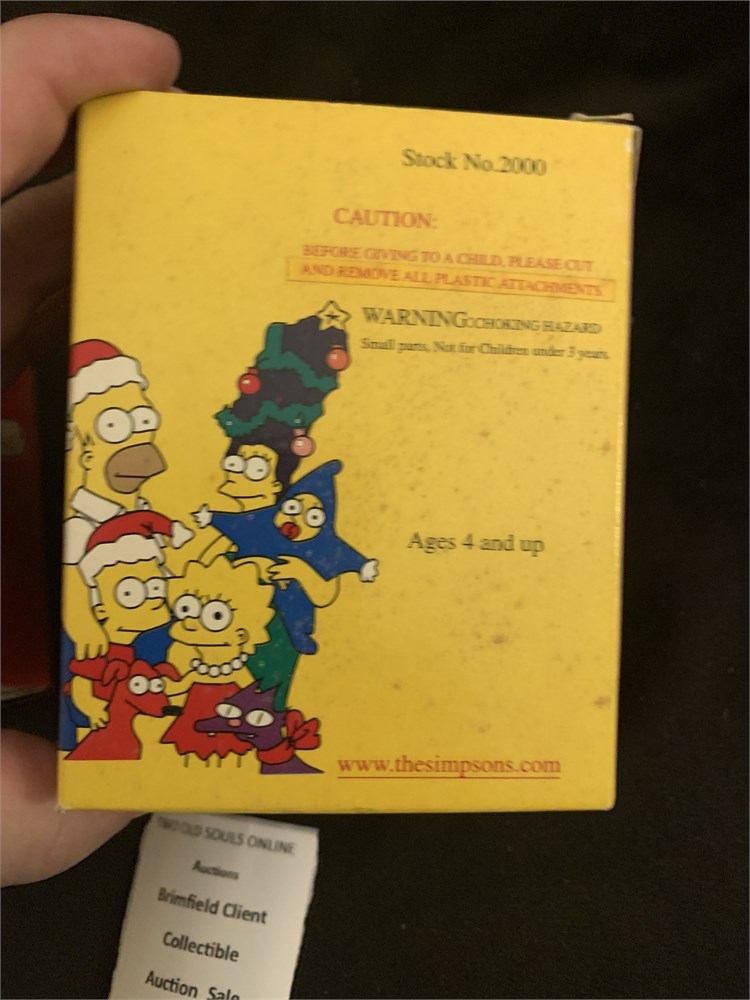 Stock No.2000
CAUTION:
BEFORE GIVING TO A CHILD, PLEASE CUT
AND REMOVE ALL PLASTIC ATTACHMENTS.
WARNING:CHOKING HAZARD
Small parts, Not for Children under 3 years.
Ages 4 and up
www.thesimpsons.com
TWO OLD SOULS ONLINE
Auctions
Brimfield Client
Collectible
Auction Sale